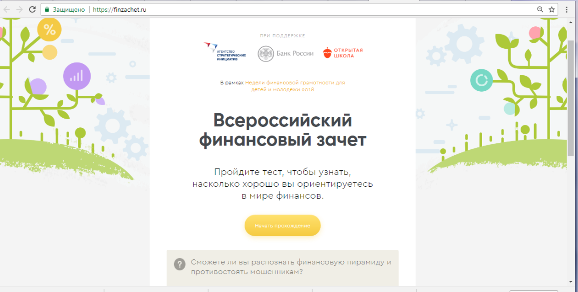 Защищено https://finzachet.ru
ПРИ ПОДДЕРЖКЕ
АГЕНТСТВО
СТРАТЕГИЧЕСКИХ
ИНИЦИАТИВ
Банк России
ОТКРЫТАЯ
ШКОЛА
В рамках Недели финансовой грамотности для
детей и молодежи
Всероссийский
финансовый зачет
Пройдите тест, чтобы узнать,
насколько хорошо вы ориентируетесь
в мире финансов.
Начать прохождение
? Сможете ли вы распознать финансовую пирамиду и
противостоять мошенникам?
%